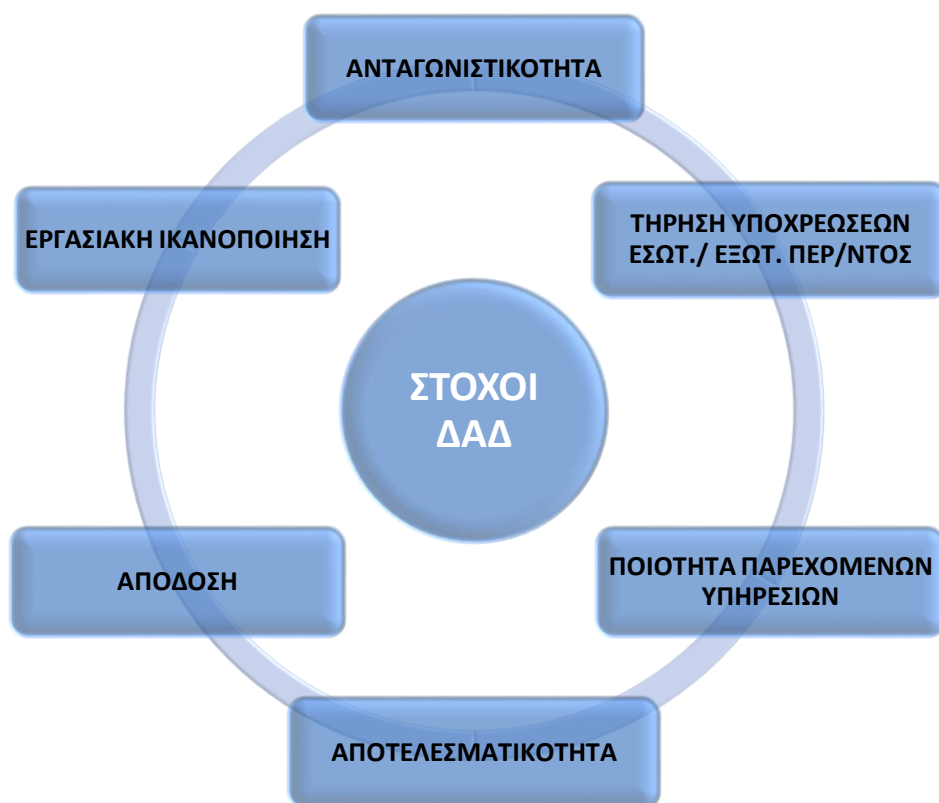 ΑΝΤΑΓΩΝΙΣΤΙΚΟΤΗΤΑ
ΕΡΓΑΣΙΑΚΗ ΙΚΑΝΟΠΟΙΗΣΗ
ΤΗΡΗΣΗ ΥΠΟΧΡΕΩΣΕΩΝ
ΕΣΩΤ./ ΕΞΩΤ. ΠΕΡ/ΝΤΟΣ
ΣΤΟΧΟΙ
ΔΑΔ
ΑΠΟΔΟΣΗ
ΠΟΙΟΤΗΤΑ ΠΑΡΕΧΟΜΕΝΩΝ
ΥΠΗΡΕΣΙΩΝ
ΑΠΟΤΕΛΕΣΜΑΤΙΚΟΤΗΤΑ